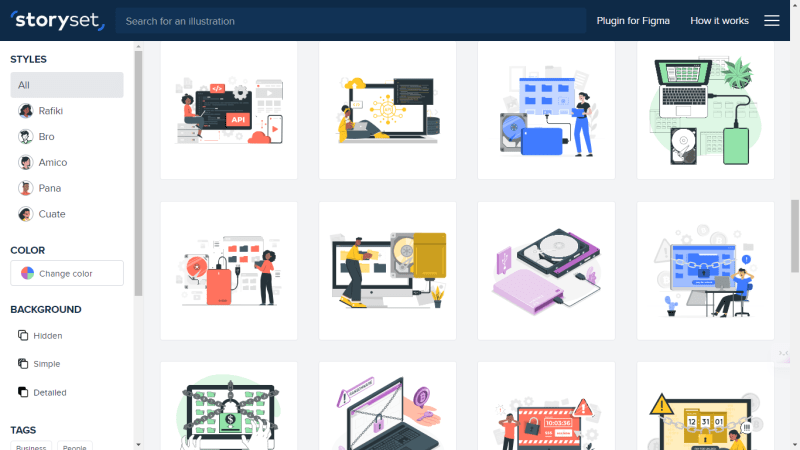 storyset
Search for an illustration
Plugin for Figma
How it works
STYLES
All
Rafiki
Bro
Amico
Pana
Cuate
COLOR
Change color
BACKGROUND
Hidden
Simple
Detailed
TAGS
Business
People
API
API
10:03:36
12 31 01